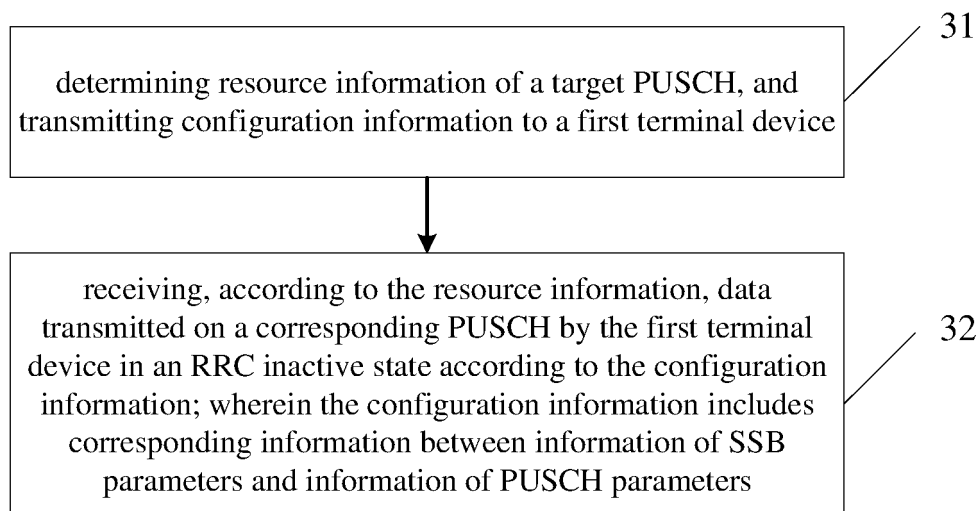 31
determining resource information of a target PUSCH, and
transmitting configuration information to a first terminal device
receiving, according to the resource information, data
transmitted on a corresponding PUSCH by the first terminal
device in an RRC inactive state according to the configuration
information; wherein the configuration information includes
corresponding information between information of SSB
parameters and information of PUSCH parameters
32